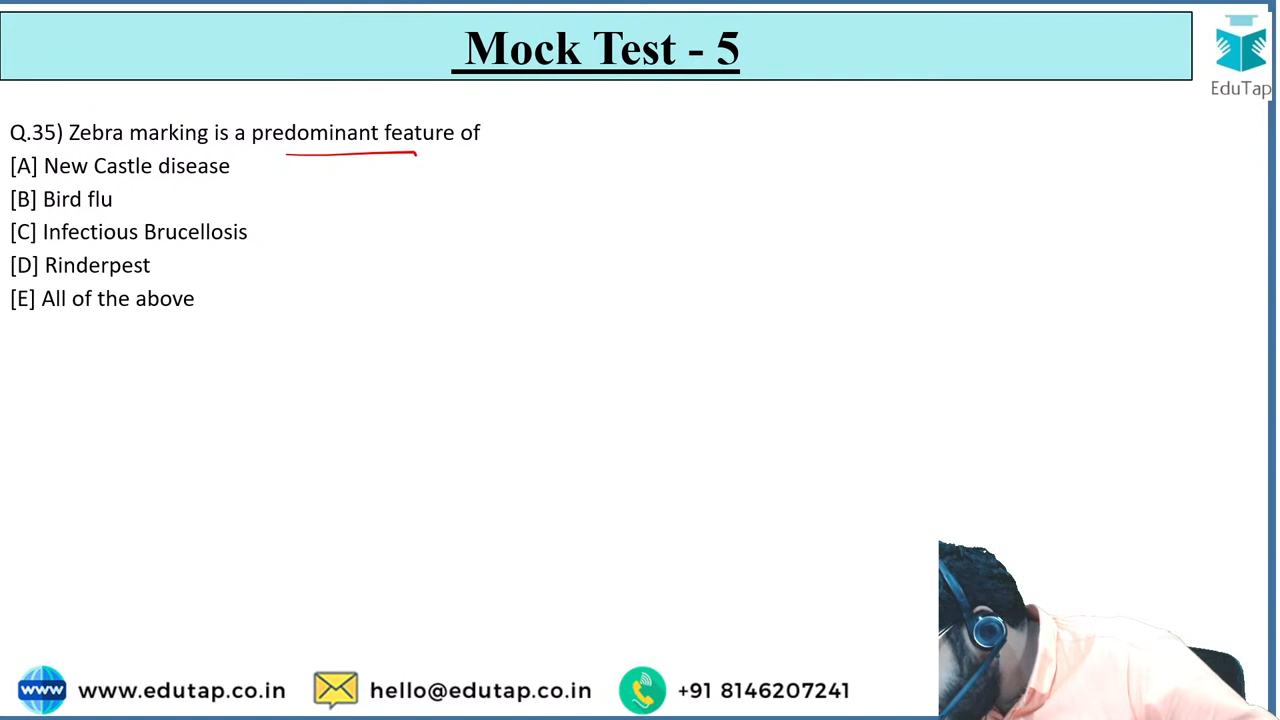 Mock Test - 5
EduTap
Q.35) Zebra marking is a predominant feature of
[A] New Castle disease
[B] Bird flu
[C] Infectious Brucellosis
[D] Rinderpest
[E] All of the above
www www.edutap.co.in hello@edutap.co.in +91 8146207241